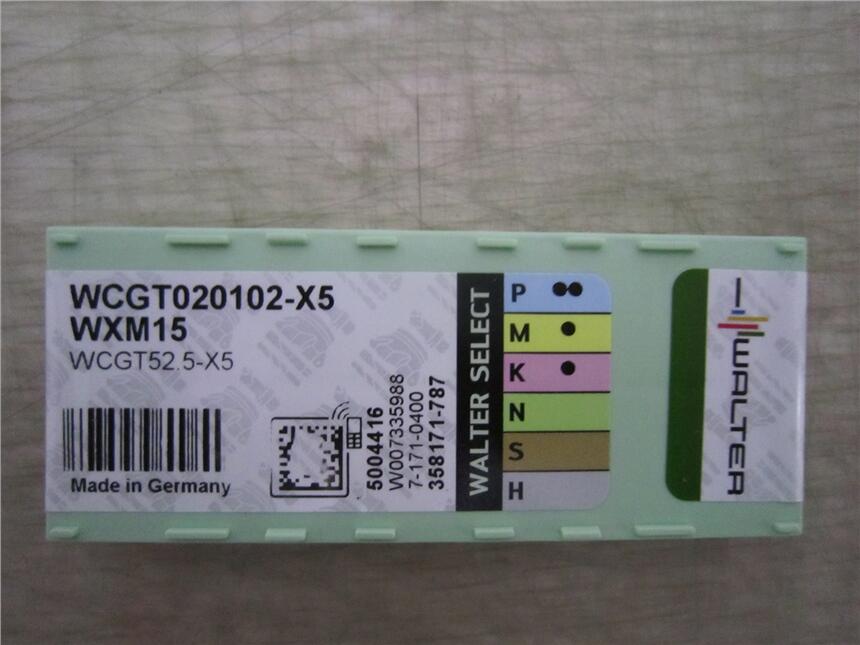 WCGT020102-X5
WXM15
WCGT52.5-X5
Made in Germany
5004416
W007335988
7-171-0400
358171-787
WALTER SELECT
P
M
K
N
S
H
WALTER